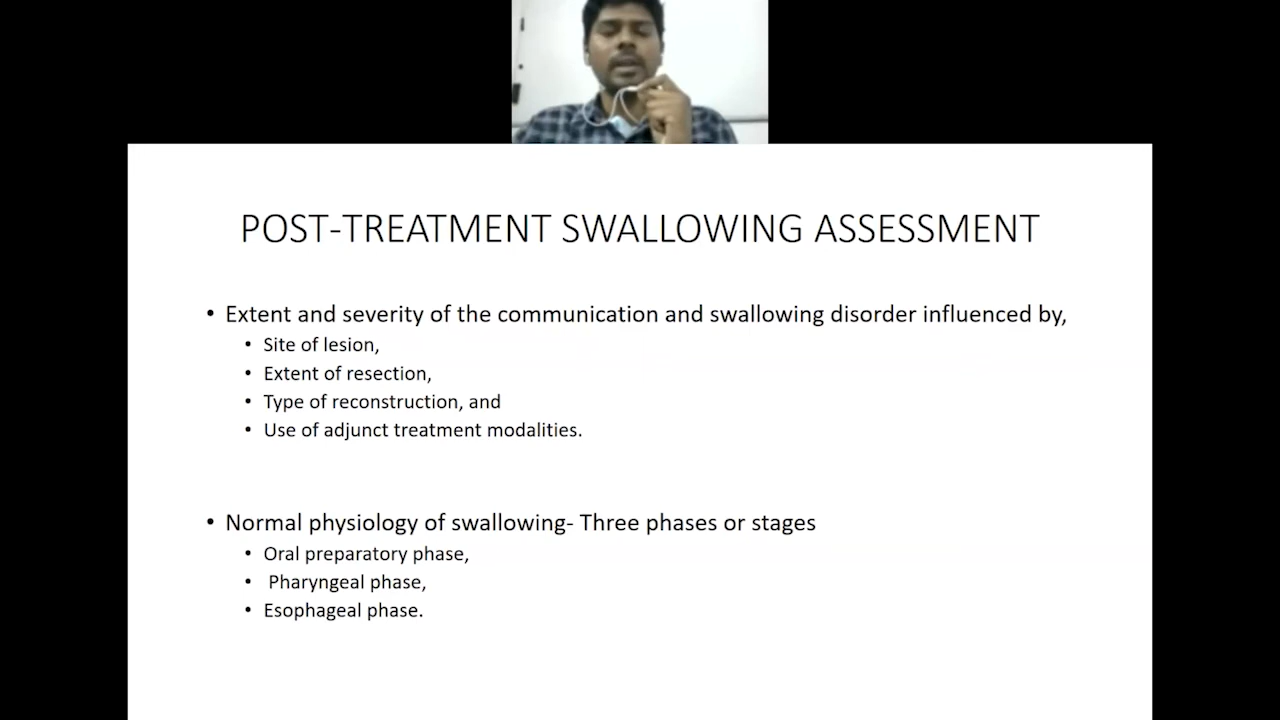 POST-TREATMENT SWALLOWING ASSESSMENT
• Extent and severity of the communication and swallowing disorder influenced by,
• Site of lesion,
• Extent of resection,
• Type of reconstruction, and
• Use of adjunct treatment modalities.
• Normal physiology of swallowing- Three phases or stages
• Oral preparatory phase,
• Pharyngeal phase,
• Esophageal phase.